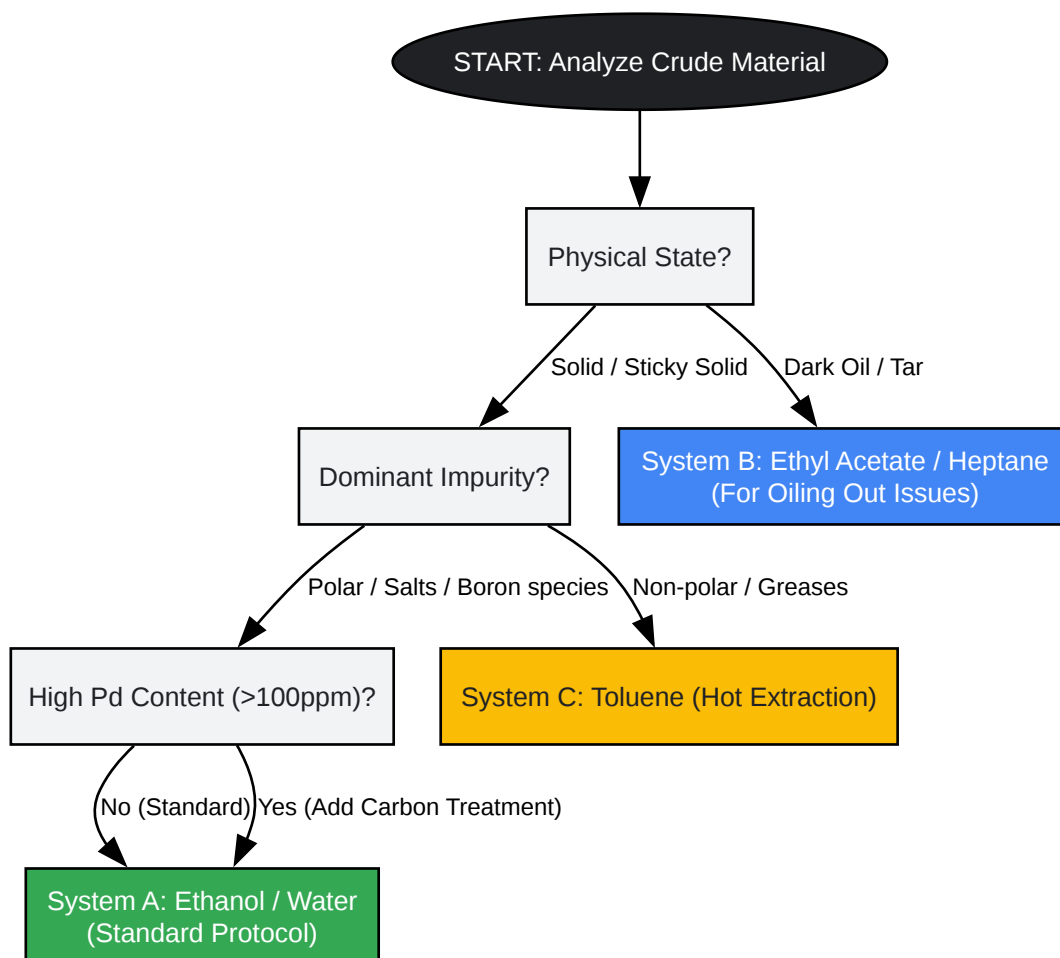 START: Analyze Crude Material
Physical State?
Solid / Sticky Solid
Dark Oil / Tar
Dominant Impurity?
System B: Ethyl Acetate / Heptane
(For Oiling Out Issues)
Polar / Salts / Boron species
Non-polar / Greases
High Pd Content (>100ppm)?
System C: Toluene (Hot Extraction)
No (Standard)
Yes (Add Carbon Treatment)
System A: Ethanol / Water
(Standard Protocol)